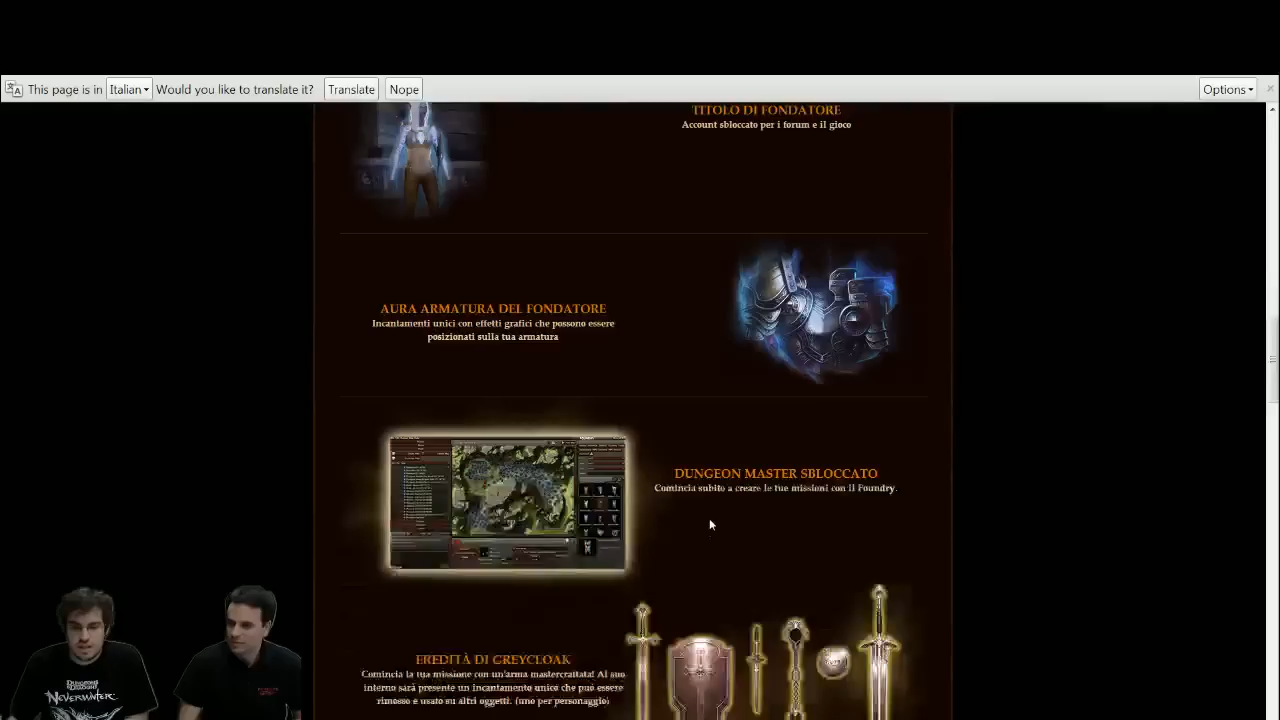 This page is in Italian Would you like to translate it? Translate Nope Options
TITOLO DI FONDATORE
Account sbloccato per i forum e il gioco
AURA ARMATURA DEL FONDATORE
Incantamenti unici con effetti grafici che possono essere
posizionati sulla tua armatura
DUNGEON MASTER SBLOCCATO
Comincia subito a creare le tue missioni con il Foundry.
EREDITÀ DI GREYCLOAK
Comincia la tua missione con un'arma mastercraftata! Al suo
interno sarà presente un incantamento unico che può essere
rimosso e usato su altri oggetti. (uno per personaggio)
DUNGEONS & DRAGONS
NEVERWINTER